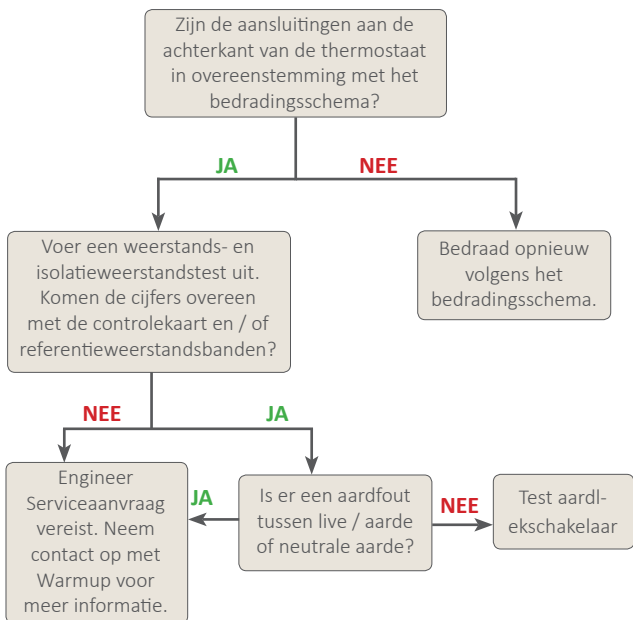 Zijn de aansluitingen aan de
achterkant van de thermostaat
in overeenstemming met het
bedradingsschema?
JA
NEE
Voer een weerstands- en
isolatieweerstandstest uit.
Komen de cijfers overeen
met de controlekaart en / of
referentieweerstandsbanden?
Bedraad opnieuw
volgens het
bedradingsschema.
NEE
JA
Engineer
Serviceaanvraag
vereist. Neem
contact op met
Warmup voor
meer informatie.
JA
Is er een aardfout
tussen live / aarde
of neutrale aarde?
NEE
Test aardl-
ekschakelaar